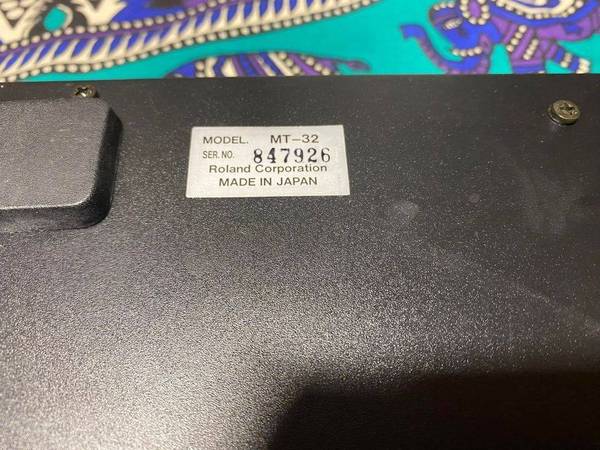 MODEL. MT-32
SER.NO. 847926
Roland Corporation
MADE IN JAPAN